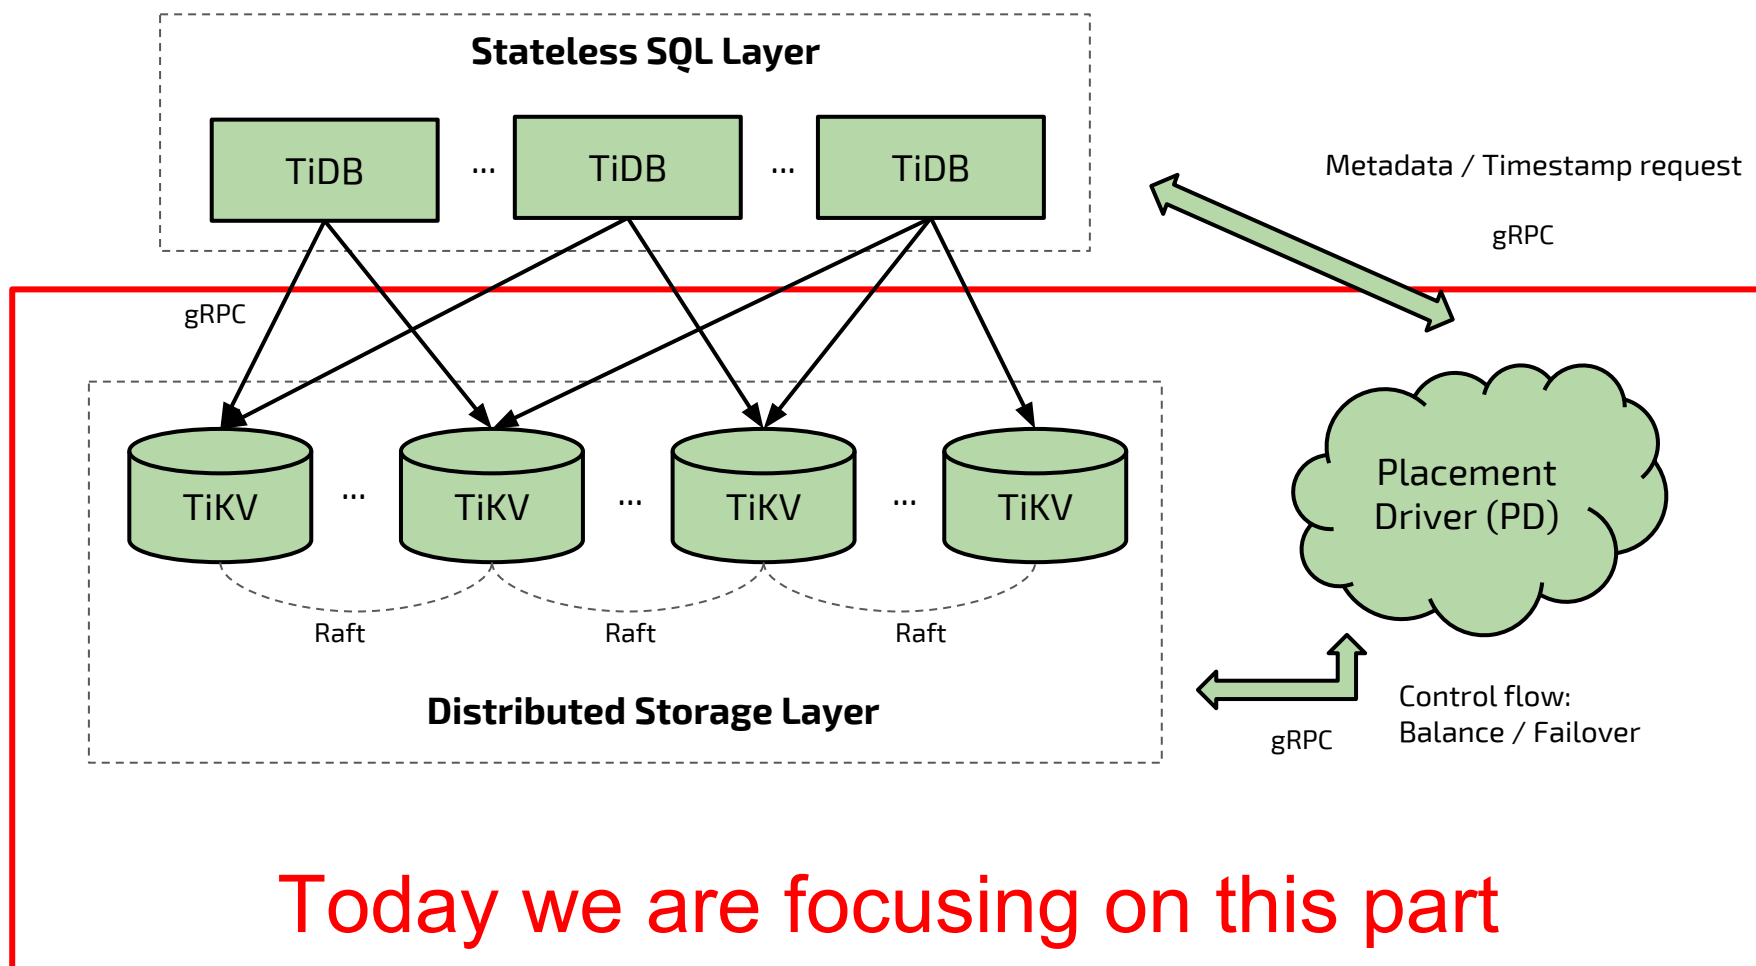 Stateless SQL Layer
TiDB
...
TiDB
...
TiDB
Metadata / Timestamp request
gRPC
gRPC
TiKV
...
TiKV
...
TiKV
...
TiKV
Placement
Driver (PD)
Raft
Raft
Raft
Distributed Storage Layer
Control flow:
Balance / Failover
gRPC
Today we are focusing on this part